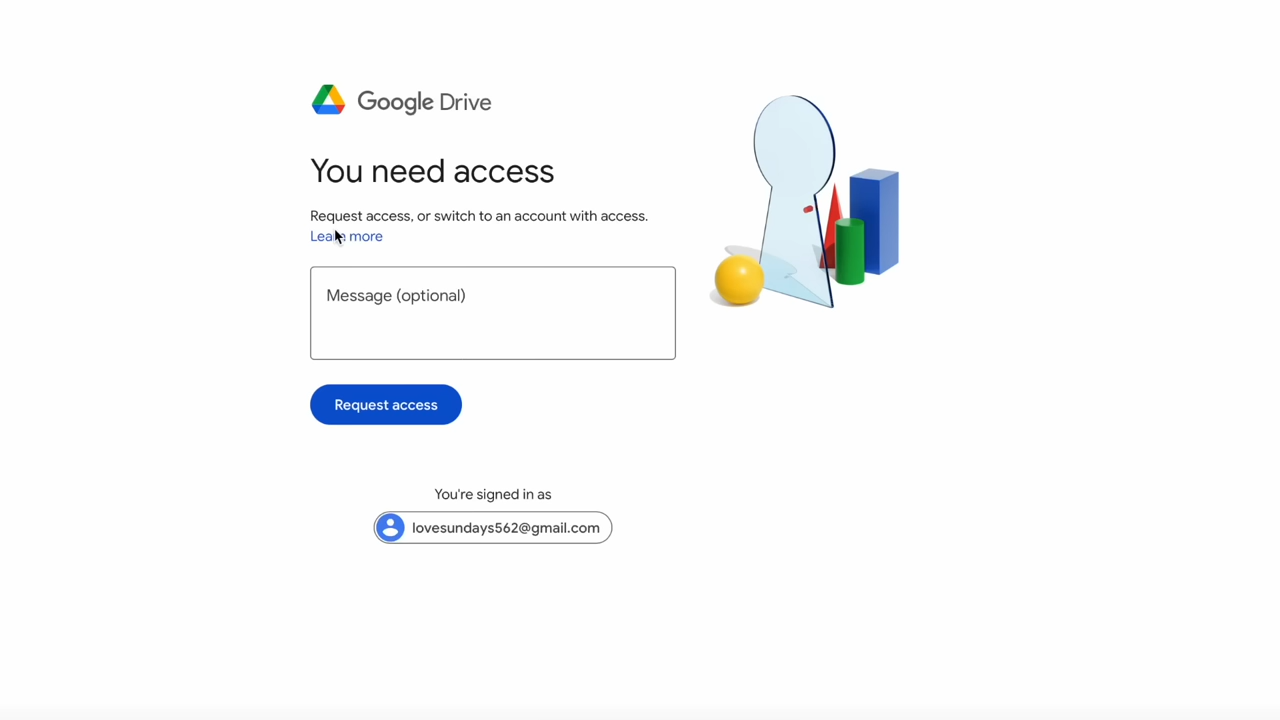 Google Drive
You need access
Request access, or switch to an account with access.
Learn more
Message (optional)
Request access
You're signed in as
lovesundays562@gmail.com